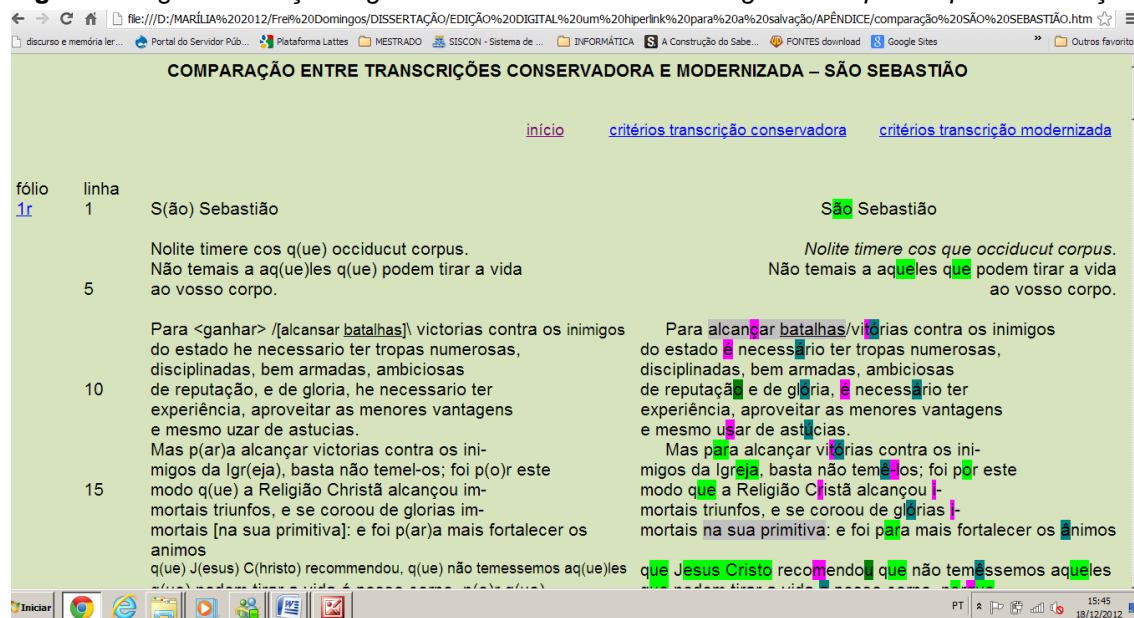 file:///D:/MARÍLIA%202012/Frei%20Domingos/DISSERTAÇÃO/EDIÇÃO%20DIGITAL%20um%20hiperlink%20para%20a%20salvação/APÊNDICE/comparação%20SÃO%20SEBASTIÃO.htm
discurso e memória ler... Portal do Servidor Púb... Plataforma Lattes MESTRADO SISCON - Sistema de ... INFORMÁTICA A Construção do Sabe... FONTES download Google Sites » Outros favorito
COMPARAÇÃO ENTRE TRANSCRIÇÕES CONSERVADORA E MODERNIZADA – SÃO SEBASTIÃO
início critérios transcrição conservadora critérios transcrição modernizada
fólio linha
1r 1 S(ão) Sebastião São Sebastião
Nolite timere cos q(ue) occiducut corpus. Nolite timere cos que occiducut corpus.
Não temais a aq(ue)les q(ue) podem tirar a vida Não temais a aqueles que podem tirar a vida
5 ao vosso corpo. ao vosso corpo.
Para <ganhar> /[alcansar batalhas]\ victorias contra os inimigos Para alcançar batalhas/vitórias contra os inimigos
do estado he necessario ter tropas numerosas, do estado é necessário ter tropas numerosas,
disciplinadas, bem armadas, ambiciosas disciplinadas, bem armadas, ambiciosas
10 de reputação, e de gloria, he necessario ter de reputação e de glória, é necessário ter
experiência, aproveitar as menores vantagens experiência, aproveitar as menores vantagens
e mesmo uzar de astucias. e mesmo usar de astúcias.
Mas p(ar)a alcançar victorias contra os ini- Mas para alcançar vitórias contra os ini-
migos da Igr(eja), basta não temel-os; foi p(o)r este migos da Igreja, basta não temê-los; foi por este
15 modo q(ue) a Religião Christã alcançou im- modo que a Religião Cristã alcançou i-
mortais triunfos, e se coroou de glorias im- mortais triunfos, e se coroou de glórias i-
mortais [na sua primitiva]: e foi p(ar)a mais fortalecer os mortais na sua primitiva: e foi para mais fortalecer os ânimos
animos
q(ue) J(esus) C(hristo) recommendou, q(ue) não temessemos aq(ue)les que Jesus Cristo recomendou que não temêssemos aqueles
Iniciar PT 15:45
18/12/2012